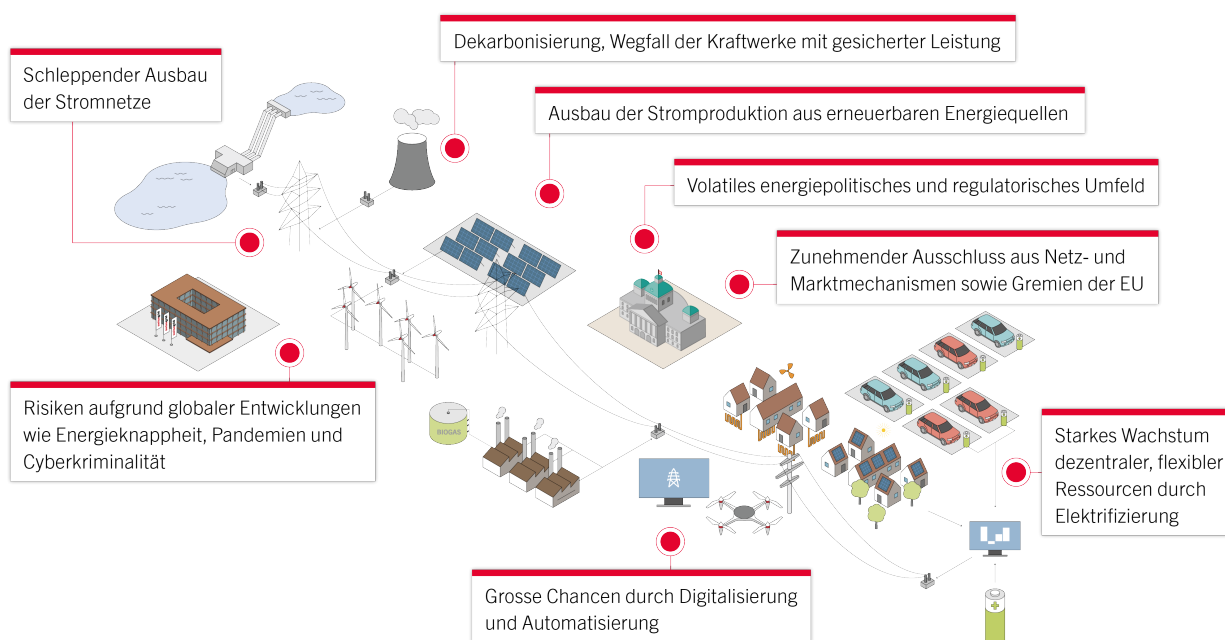 Dekarbonisierung, Wegfall der Kraftwerke mit gesicherter Leistung
Schleppender Ausbau
der Stromnetze
Ausbau der Stromproduktion aus erneuerbaren Energiequellen
Volatiles energiepolitisches und regulatorisches Umfeld
Zunehmender Ausschluss aus Netz- und
Marktmechanismen sowie Gremien der EU
Risiken aufgrund globaler Entwicklungen
wie Energieknappheit, Pandemien und
Cyberkriminalität
BIOGAS
Starkes Wachstum
dezentraler, flexibler
Ressourcen durch
Elektrifizierung
Grosse Chancen durch Digitalisierung
und Automatisierung